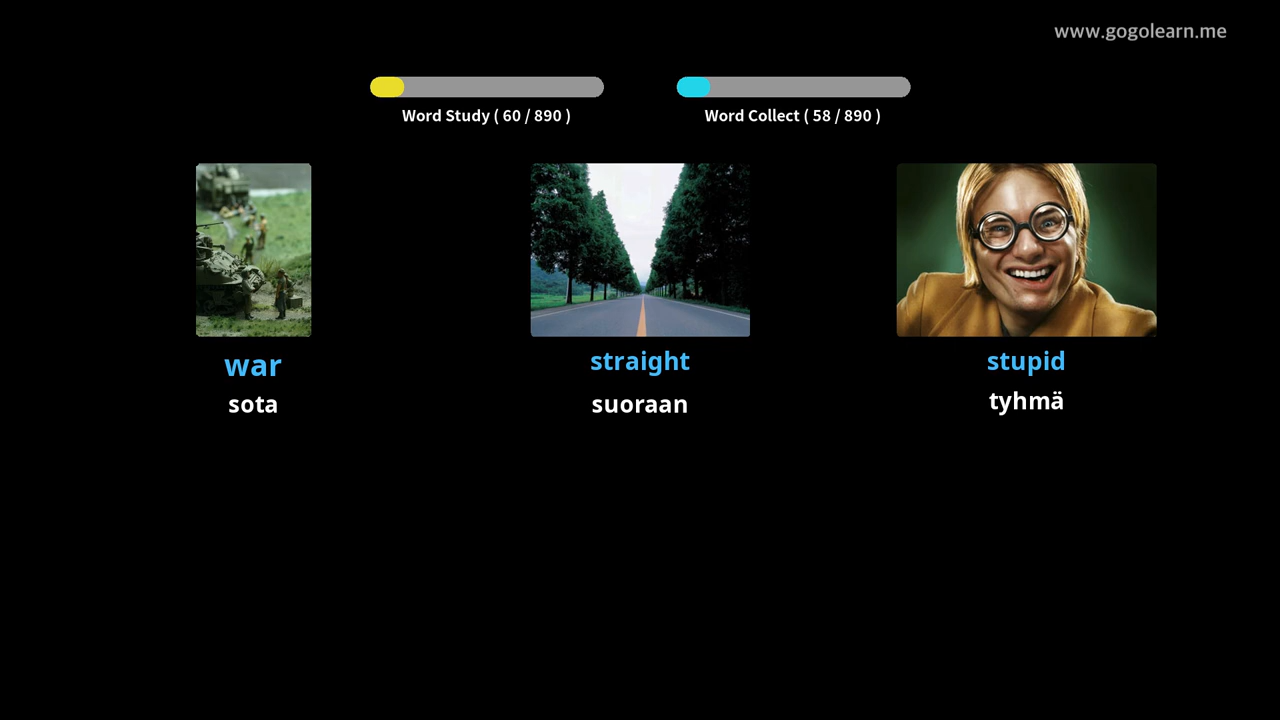 www.gogolearn.me
Word Study ( 60 / 890 )
Word Collect ( 58 / 890 )
war
sota
straight
suoraan
stupid
tyhmä